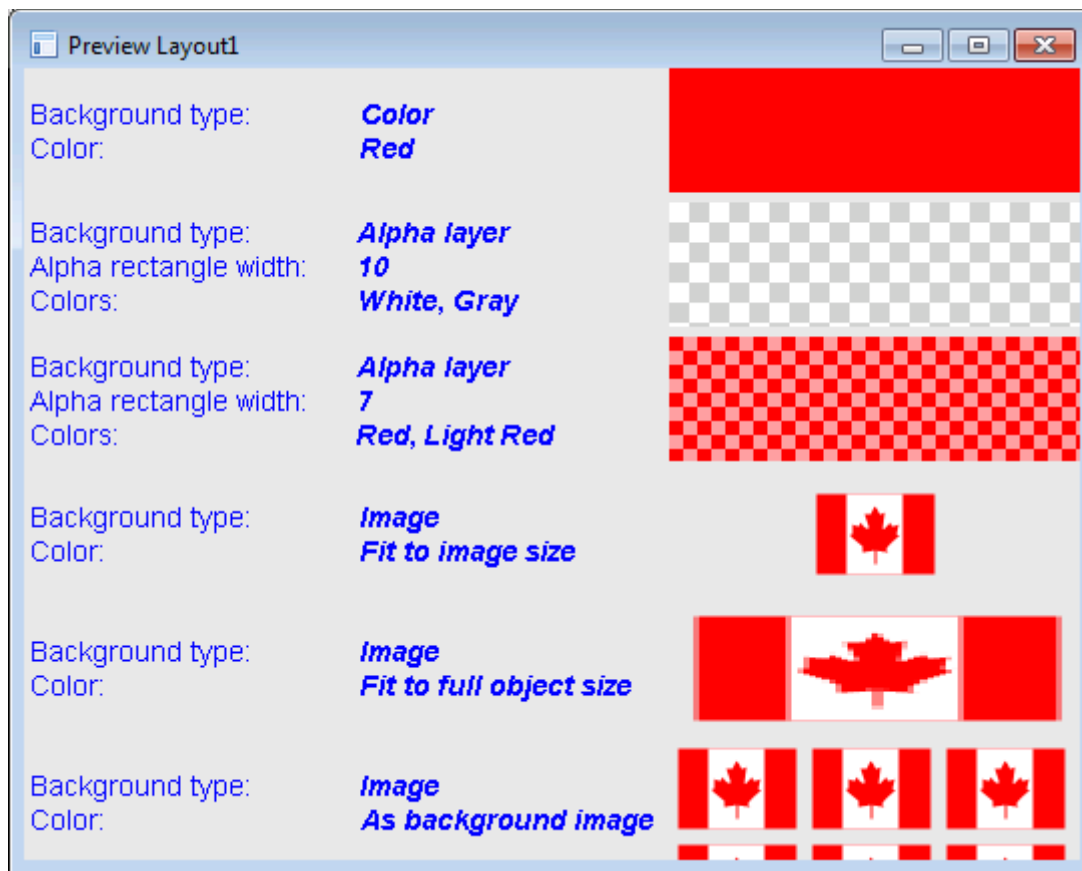 Preview Layout1
Background type: Color
Color: Red
Background type: Alpha layer
Alpha rectangle width: 10
Colors: White, Gray
Background type: Alpha layer
Alpha rectangle width: 7
Colors: Red, Light Red
Background type: Image
Color: Fit to image size
Background type: Image
Color: Fit to full object size
Background type: Image
Color: As background image